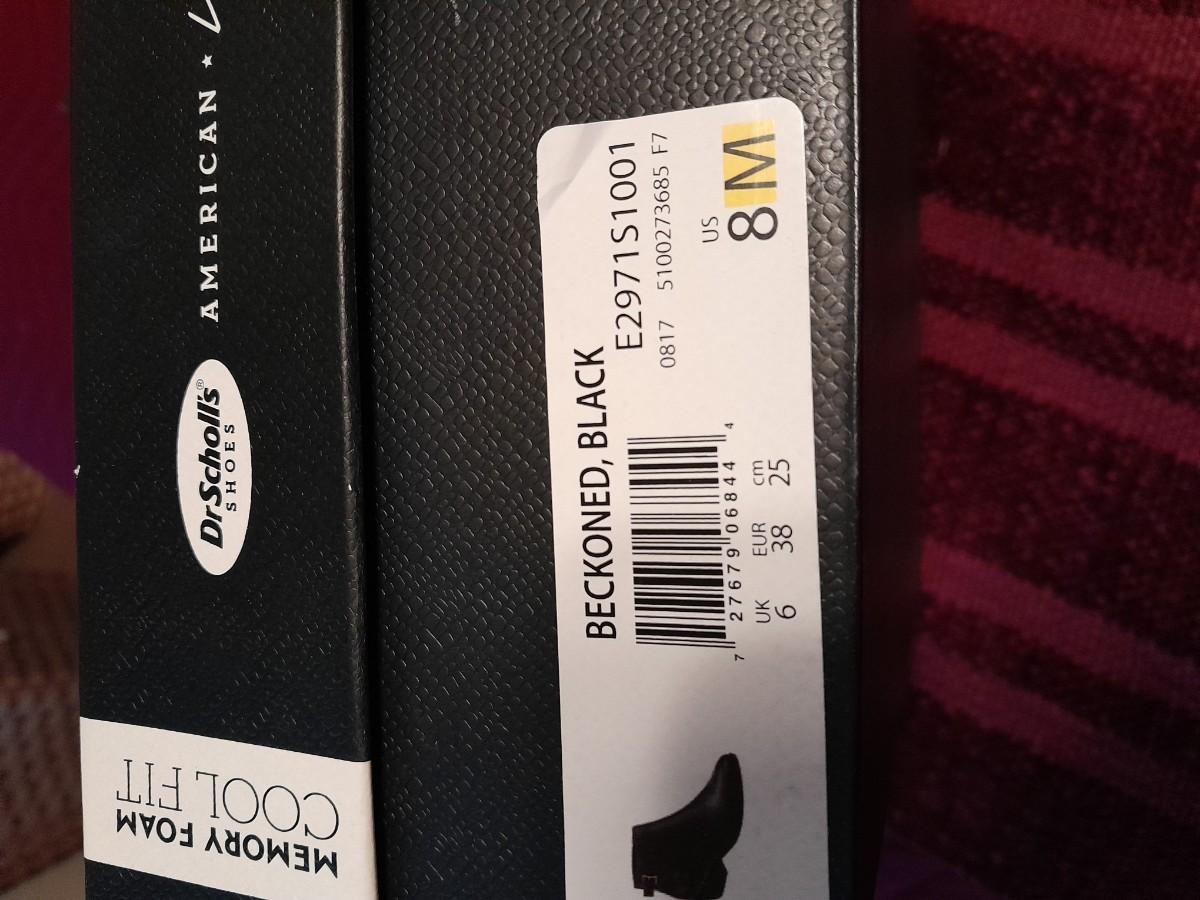 AMERICAN ★
Dr.Scholl's®
SHOES
MEMORY FOAM
COOL FIT
BECKONED, BLACK
E2971S1001
0817 5100273685 F7
7 27679 06844 4
US
8M
UK EUR cm
6 38 25